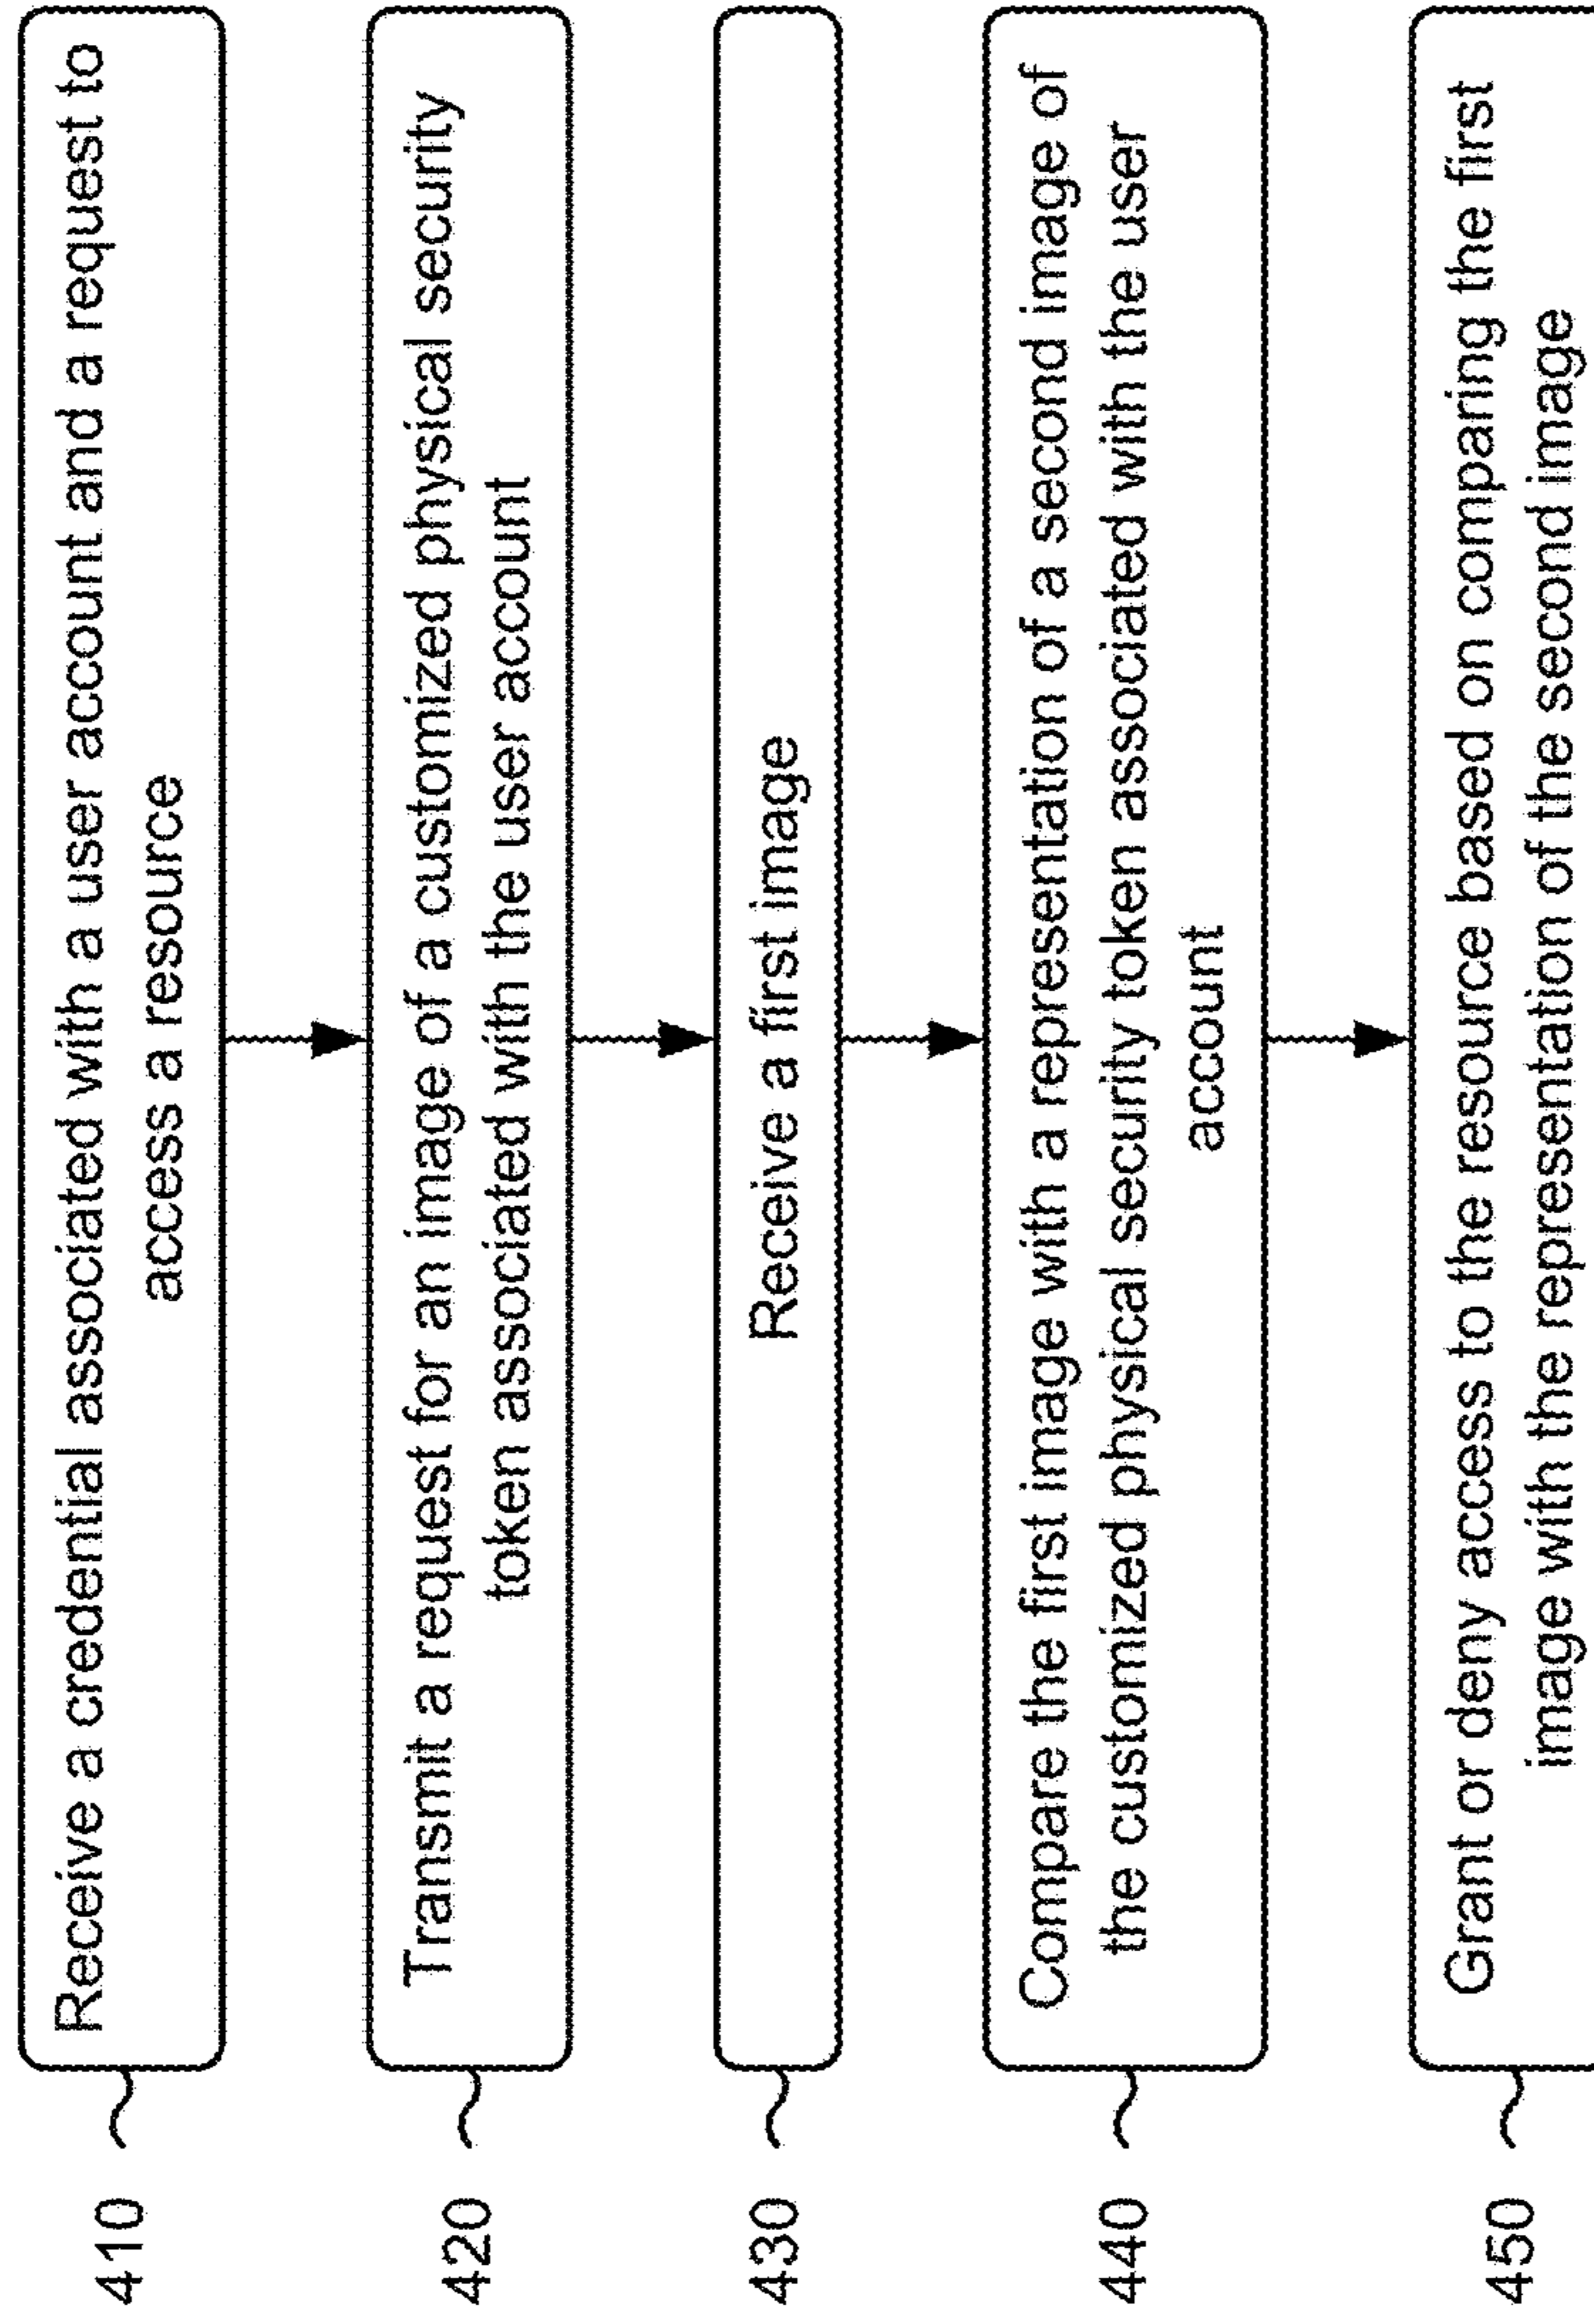 410
Receive a credential associated with a user account and a request to
access a resource
420
Transmit a request for an image of a customized physical security
token associated with the user account
430
Receive a first image
440
Compare the first image with a representation of a second image of
the customized physical security token associated with the user
account
450
Grant or deny access to the resource based on comparing the first
image with the representation of the second image